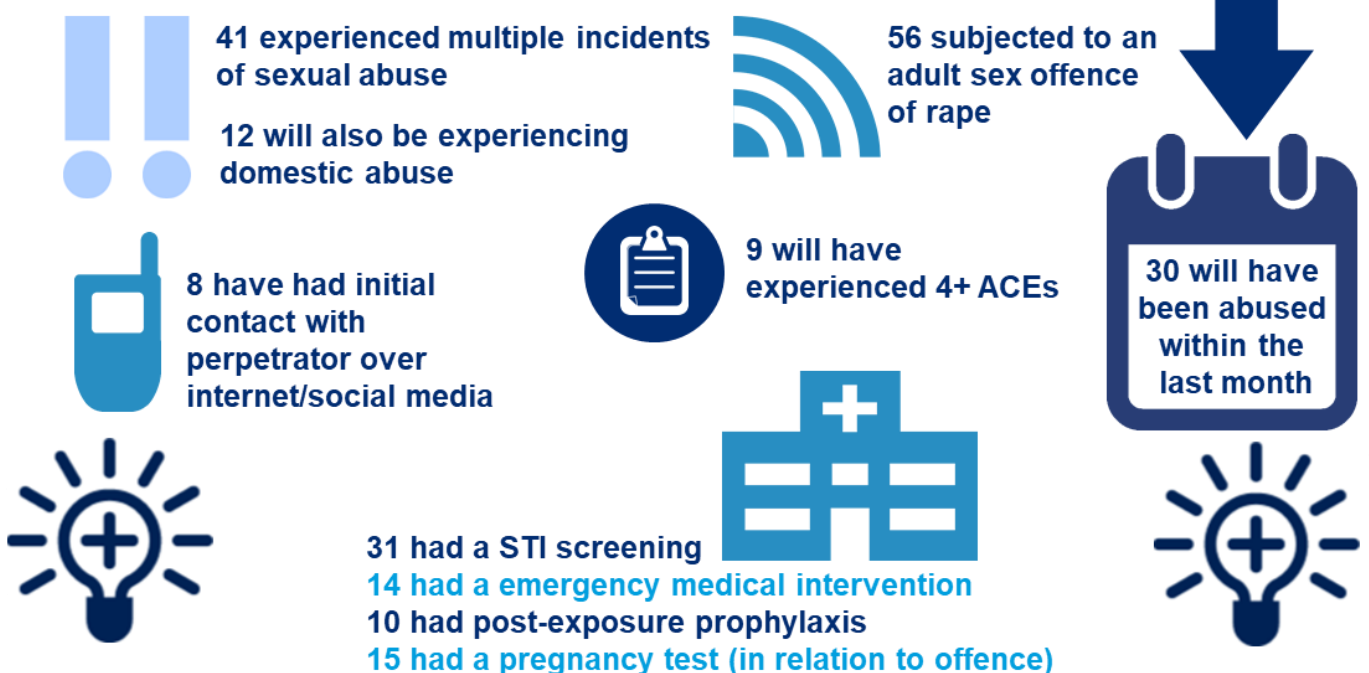 41 experienced multiple incidents
of sexual abuse
12 will also be experiencing
domestic abuse
56 subjected to an
adult sex offence
of rape
8 have had initial
contact with
perpetrator over
internet/social media
9 will have
experienced 4+ ACEs
30 will have
been abused
within the
last month
31 had a STI screening
14 had a emergency medical intervention
10 had post-exposure prophylaxis
15 had a pregnancy test (in relation to offence)